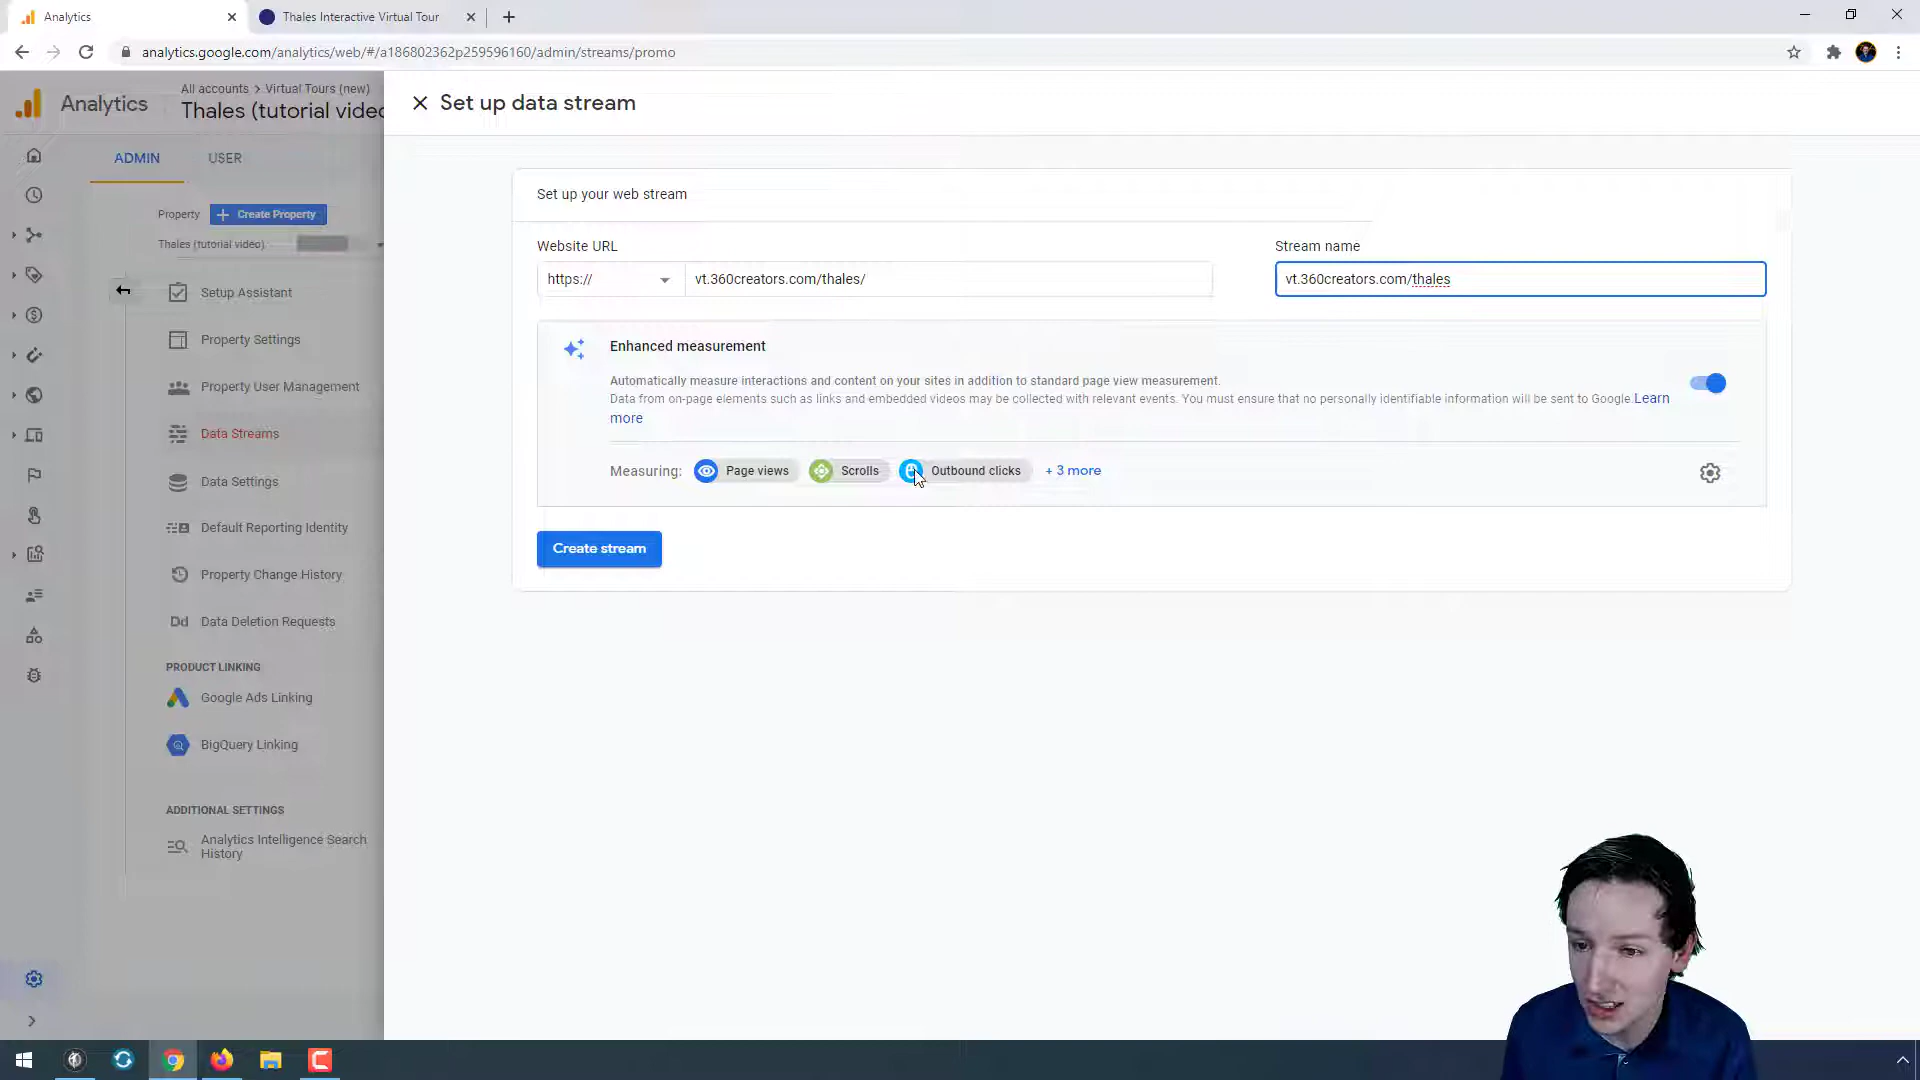 Analytics
Thales Interactive Virtual Tour
analytics.google.com/analytics/web/#/a186802362p259596160/admin/streams/promo
Analytics
All accounts > Virtual Tours (new)
Thales (tutorial video
Set up data stream
ADMIN
USER
Property
Create Property
Thales (tutorial video)
Setup Assistant
Property Settings
Property User Management
Data Streams
Data Settings
Default Reporting Identity
Property Change History
Dd Data Deletion Requests
PRODUCT LINKING
Google Ads Linking
BigQuery Linking
ADDITIONAL SETTINGS
Analytics Intelligence Search
History
Set up your web stream
Website URL
Stream name
https://
vt.360creators.com/thales/
vt.360creators.com/thales
Enhanced measurement
Automatically measure interactions and content on your sites in addition to standard page view measurement.
Data from on-page elements such as links and embedded videos may be collected with relevant events. You must ensure that no personally identifiable information will be sent to Google. Learn
more
Measuring:
Page views
Scrolls
Outbound clicks
+ 3 more
Create stream